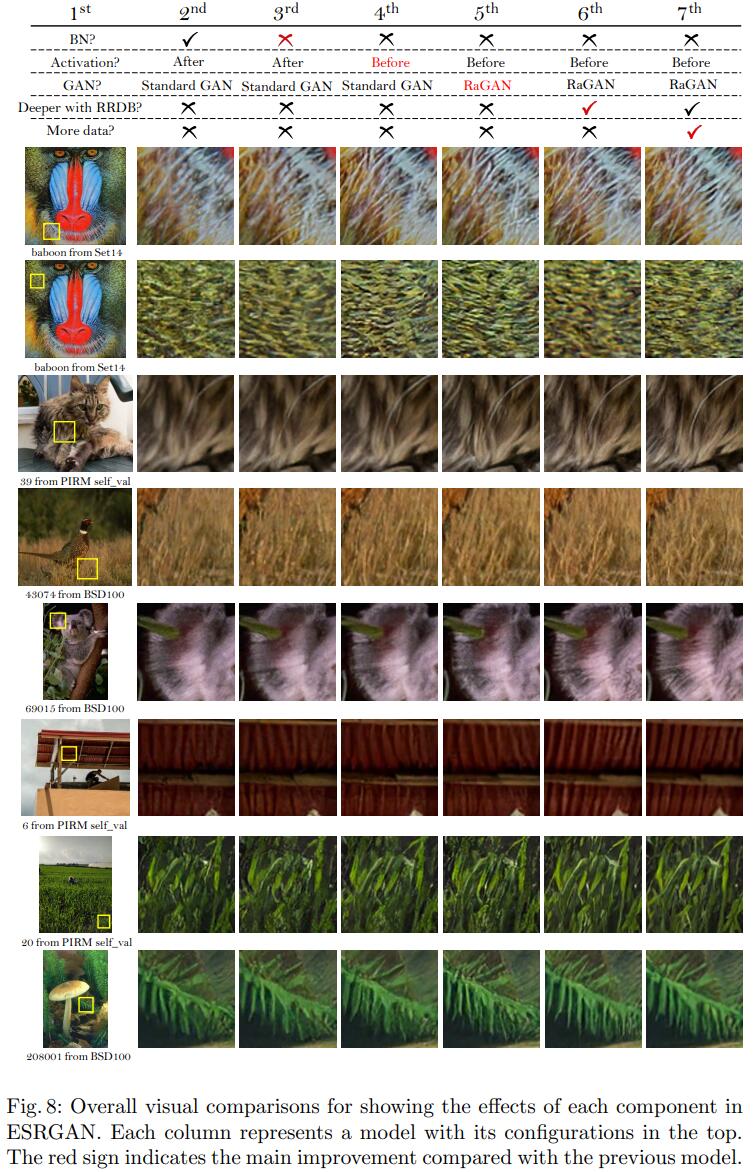 1st 2nd 3rd 4th 5th 6th 7th
BN? ✓ ✗ ✗ ✗ ✗ ✗
Activation? After After Before Before Before Before
GAN? Standard GAN Standard GAN Standard GAN RaGAN RaGAN RaGAN
Deeper with RRDB? ✗ ✗ ✗ ✗ ✓ ✓
More data? ✗ ✗ ✗ ✗ ✗ ✓
baboon from Set14
baboon from Set14
39 from PIRM self_val
43074 from BSD100
69015 from BSD100
6 from PIRM self_val
20 from PIRM self_val
208001 from BSD100
Fig. 8: Overall visual comparisons for showing the effects of each component in
ESRGAN. Each column represents a model with its configurations in the top.
The red sign indicates the main improvement compared with the previous model.